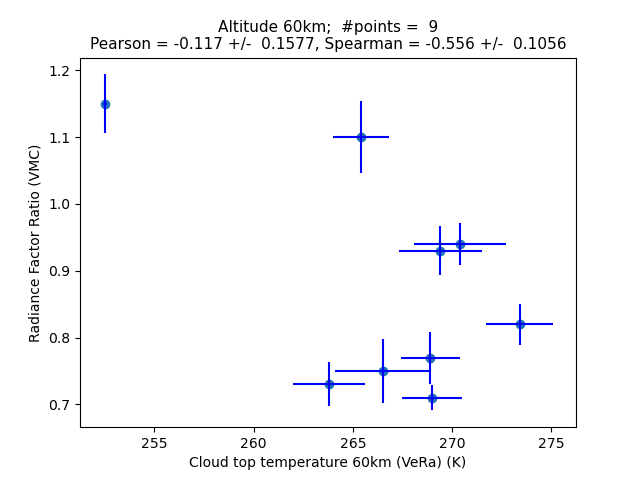 Altitude 60km;  #points =  9
Pearson = -0.117 +/-  0.1577, Spearman = -0.556 +/-  0.1056
1.2
1.1
1.0
0.9
0.8
0.7
Radiance Factor Ratio (VMC)
255
260
265
270
275
Cloud top temperature 60km (VeRa) (K)